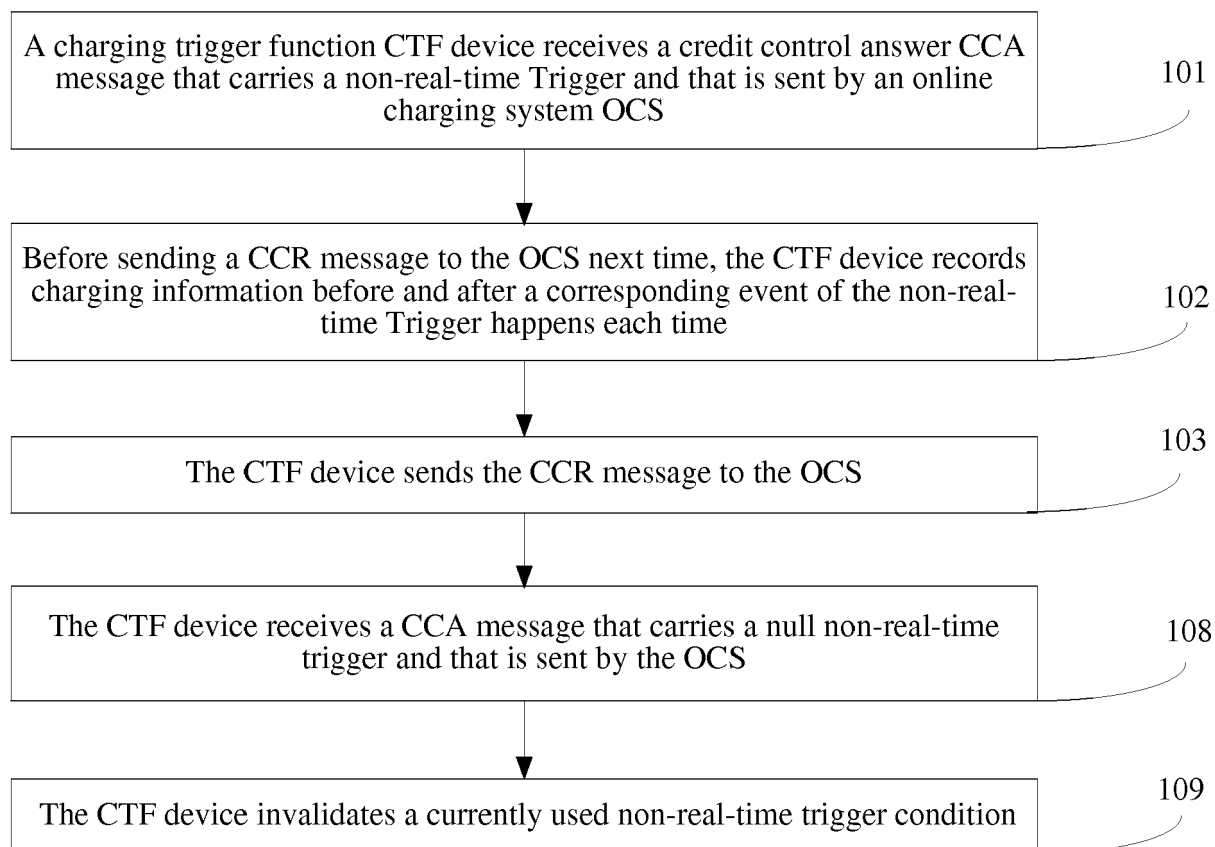 A charging trigger function CTF device receives a credit control answer CCA
message that carries a non-real-time Trigger and that is sent by an online
charging system OCS
101
Before sending a CCR message to the OCS next time, the CTF device records
charging information before and after a corresponding event of the non-real-
time Trigger happens each time
102
The CTF device sends the CCR message to the OCS
103
The CTF device receives a CCA message that carries a null non-real-time
trigger and that is sent by the OCS
108
The CTF device invalidates a currently used non-real-time trigger condition
109